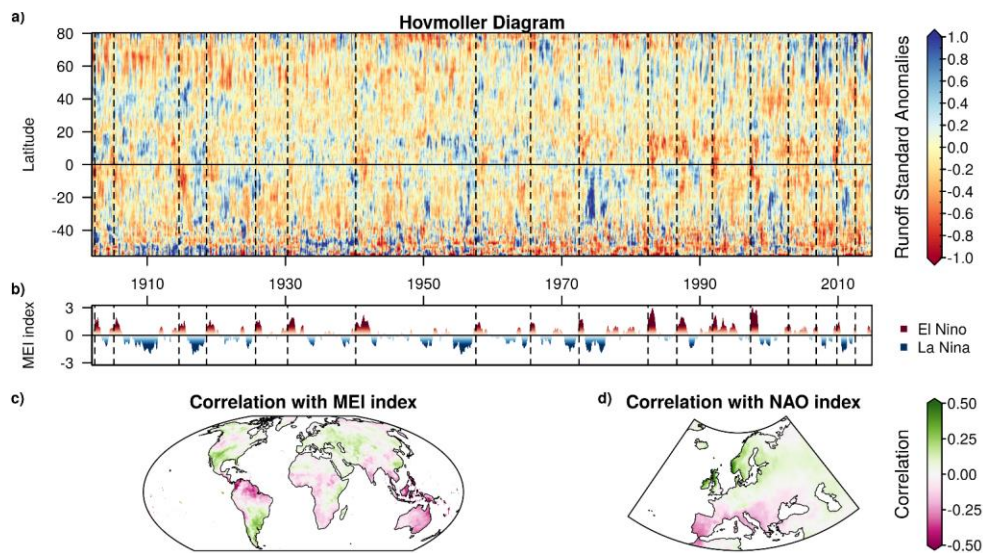 a)
Hovmoller Diagram
80
60
40
20
0
-20
-40
Latitude
1910
1930
1950
1970
1990
2010
1.0
0.8
0.6
0.4
0.2
0.0
-0.2
-0.4
-0.6
-0.8
-1.0
Runoff Standard Anomalies
b)
3
0
-3
MEI index
El Nino
La Nina
c)
Correlation with MEI index
d)
Correlation with NAO index
0.50
0.25
0.00
-0.25
-0.50
Correlation